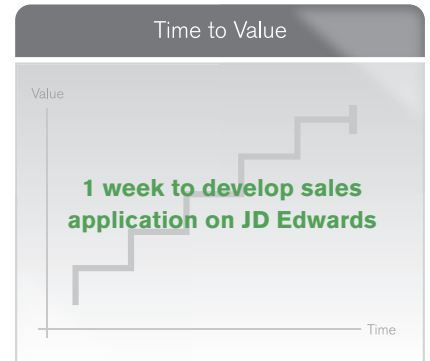 Time to Value
Value
1 week to develop sales
application on JD Edwards
Time